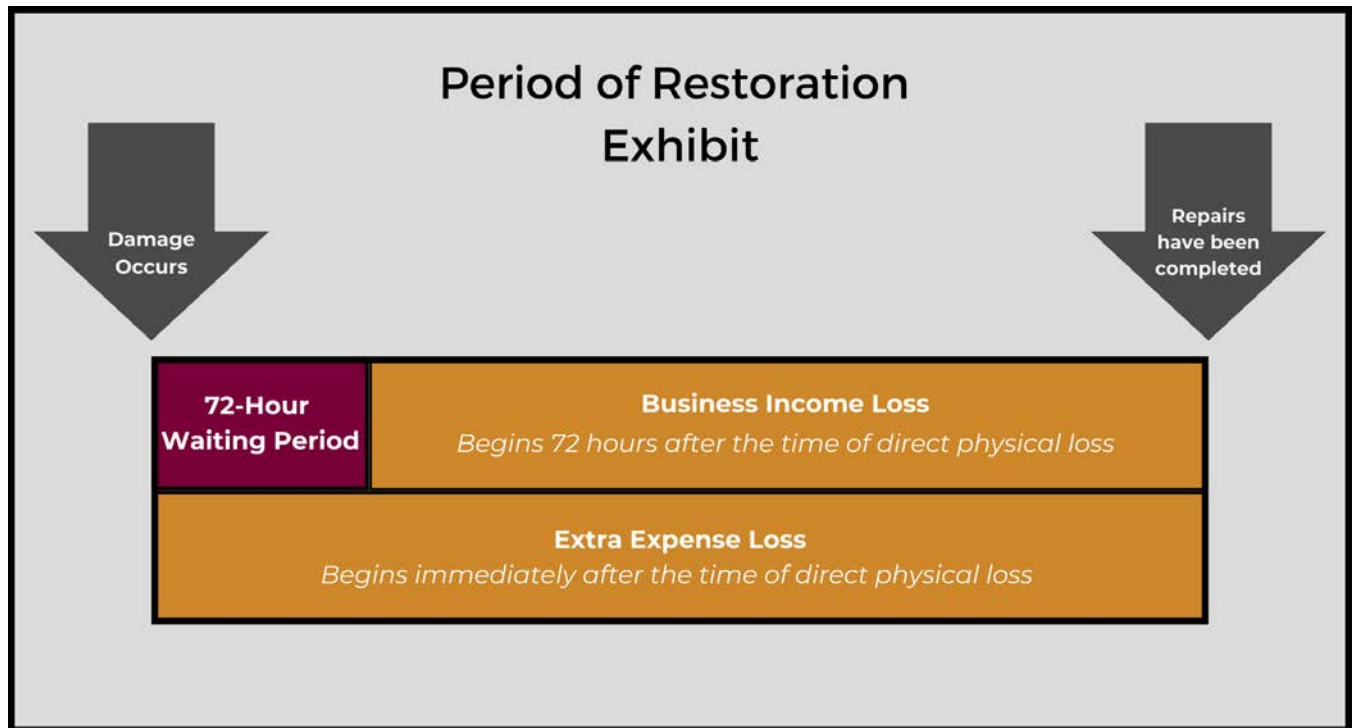 Period of Restoration
Exhibit
Damage
Occurs
Repairs
have been
completed
72-Hour
Waiting Period
Business Income Loss
Begins 72 hours after the time of direct physical loss
Extra Expense Loss
Begins immediately after the time of direct physical loss